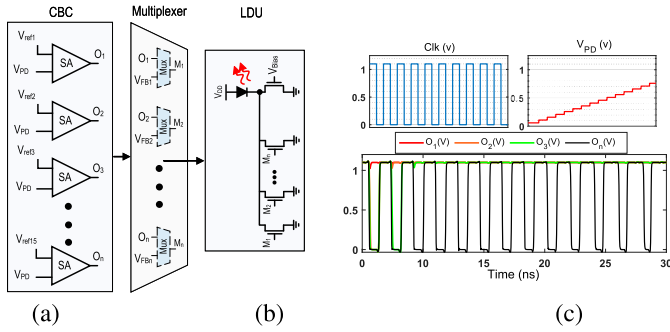 CBC
Multiplexer
LDU
Vref1
VPD
SA
O1
Vref2
VPD
SA
O2
Vref3
VPD
SA
O3
Vref15
VPD
SA
On
O1
VFB1
Mux
M1
O2
VFB2
Mux
M2
On
VFBn
Mux
Mn
VDD
VBias
Mn
M2
M1
Clk (v)
1
0.5
0
VPD (v)
1
0.5
0
O1(V) O2(V) O3(V) On(V)
1
0.5
0
0 5 10 15 20 25 30
Time (ns)
(a) (b) (c)